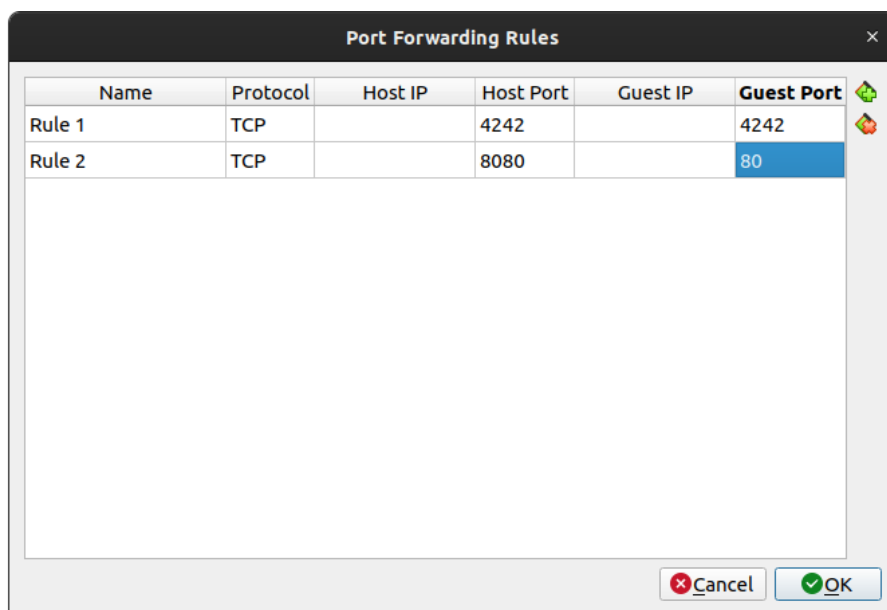 Port Forwarding Rules ×
Name Protocol Host IP Host Port Guest IP Guest Port
Rule 1 TCP 4242 4242
Rule 2 TCP 8080 80
Cancel OK